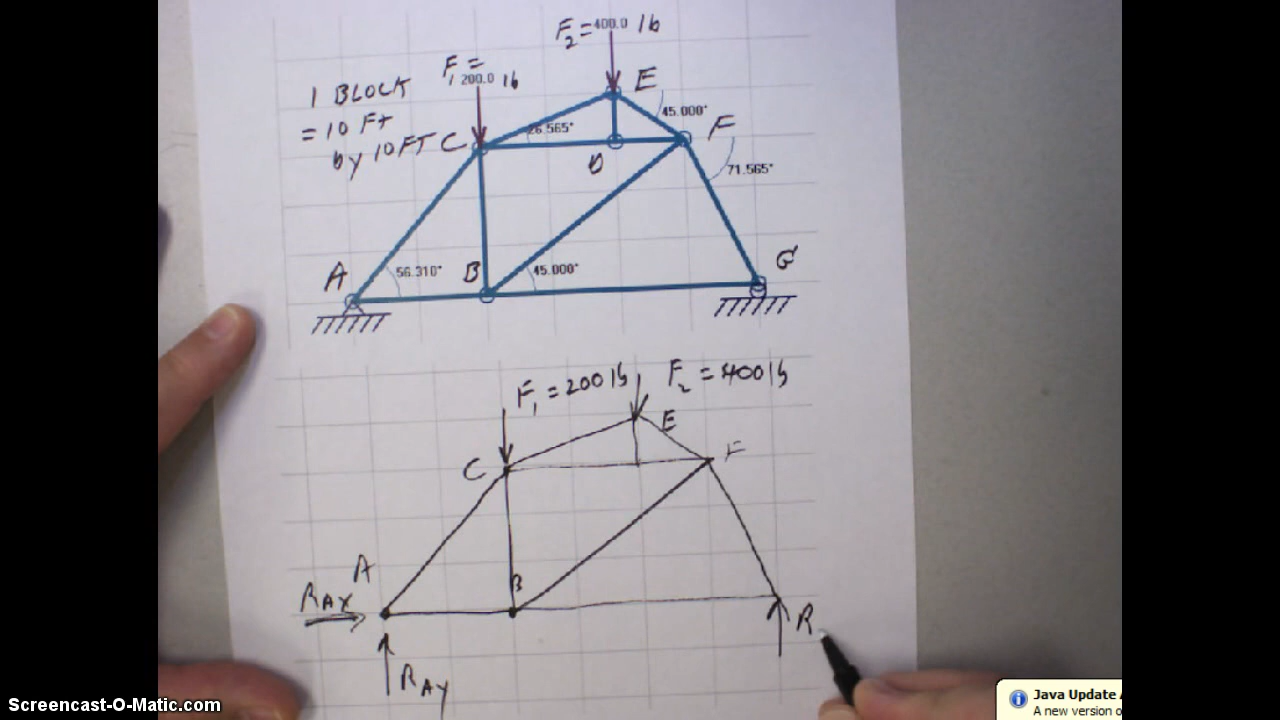 F₂ = 400.0 lb
F₁ = 200.0 lb
1 BLOCK
= 10 Ft
by 10 FT
C
E
45.000°
26.565°
F
D
71.565°
A
56.310°
B
45.000°
G
F₁ = 200 lb
F₂ = 400 lb
E
C
F
A
B
RAX
RAY
R
Screencast-O-Matic.com
Java Update A
A new version o